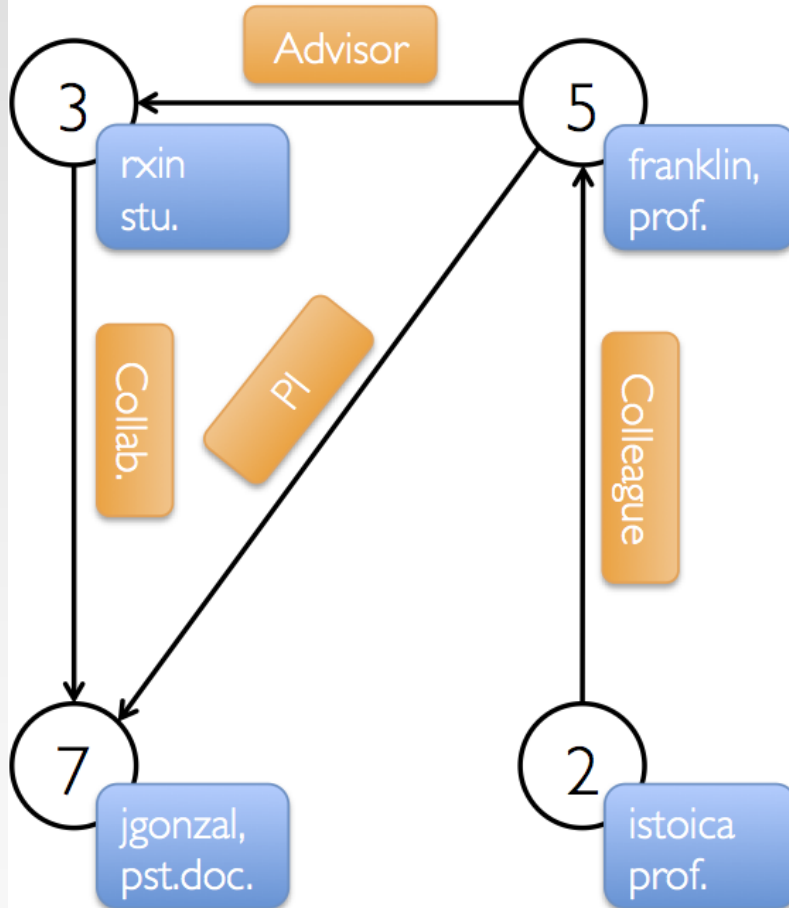 Advisor
3
5
rxin
stu.
franklin,
prof.
Collab.
PI
Colleague
7
2
jgonzal,
pst.doc.
istoica
prof.